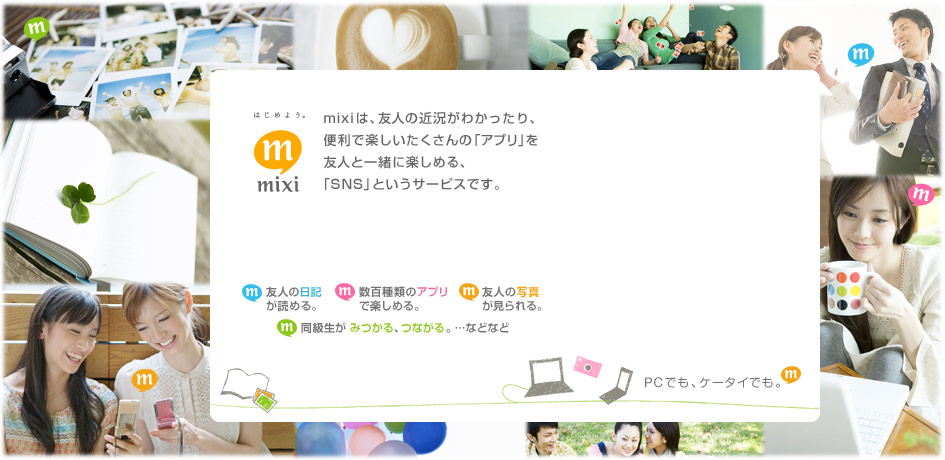 はじめよう。
mixi
mixiは、友人の近況がわかったり、
便利で楽しいたくさんの「アプリ」を
友人と一緒に楽しめる、
「SNS」というサービスです。
友人の日記
が読める。
数百種類のアプリ
で楽しめる。
友人の写真
が見られる。
同級生が みつかる、つながる。…などなど
PCでも、ケータイでも。